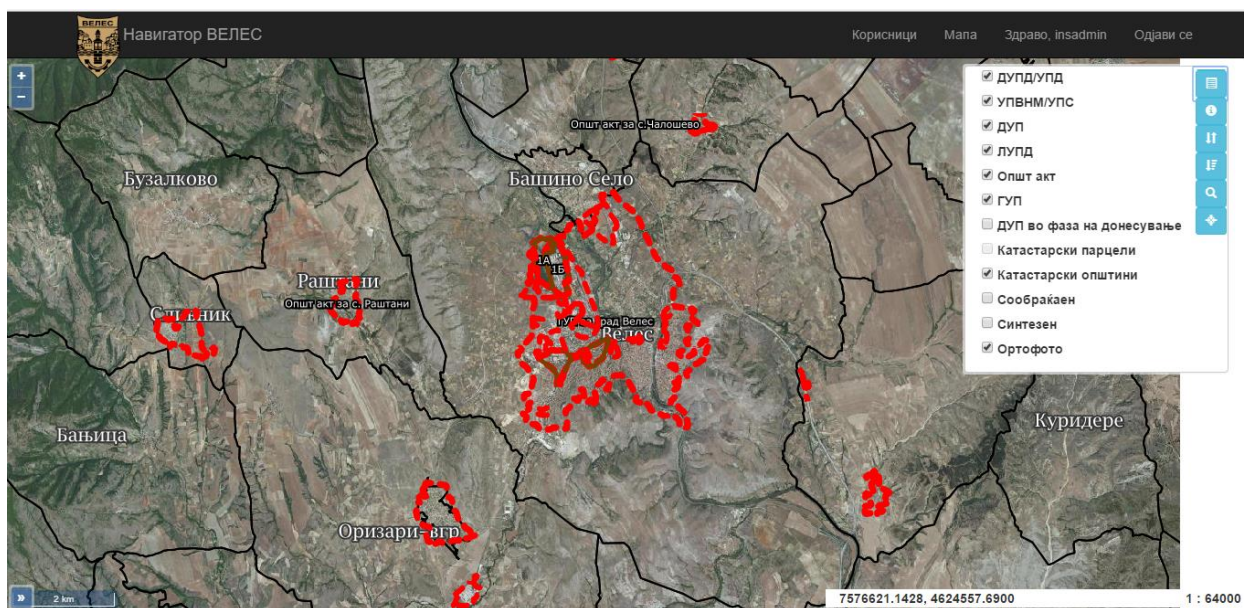 ВЕЛЕС
Навигатор ВЕЛЕС
Корисници
Мапа
Здраво, insadmin
Одјави се
+
−
ДУПД/УПД
УПВНМ/УПС
ДУП
ЛУПД
Општ акт
ГУП
ДУП во фаза на донесување
Катастарски парцели
Катастарски општини
Сообраќаен
Синтезен
Ортофото
Општ акт за с.Чалошево
Бузалково
Башино Село
1А
1Б
Раштани
Општ акт за с. Раштани
Сливник
град Велес
Велес
Бањица
Куридере
Оризари-вгр
»
2 km
7576621.1428, 4624557.6900
1 : 64000